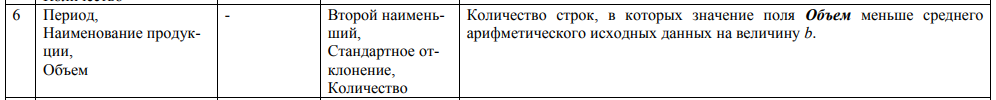 6 Период, - Второй наимень- Количество строк, в которых значение поля Объем меньше среднего
Наименование продук- ший, арифметического исходных данных на величину b.
ции, Стандартное от-
Объем клонение,
Количество